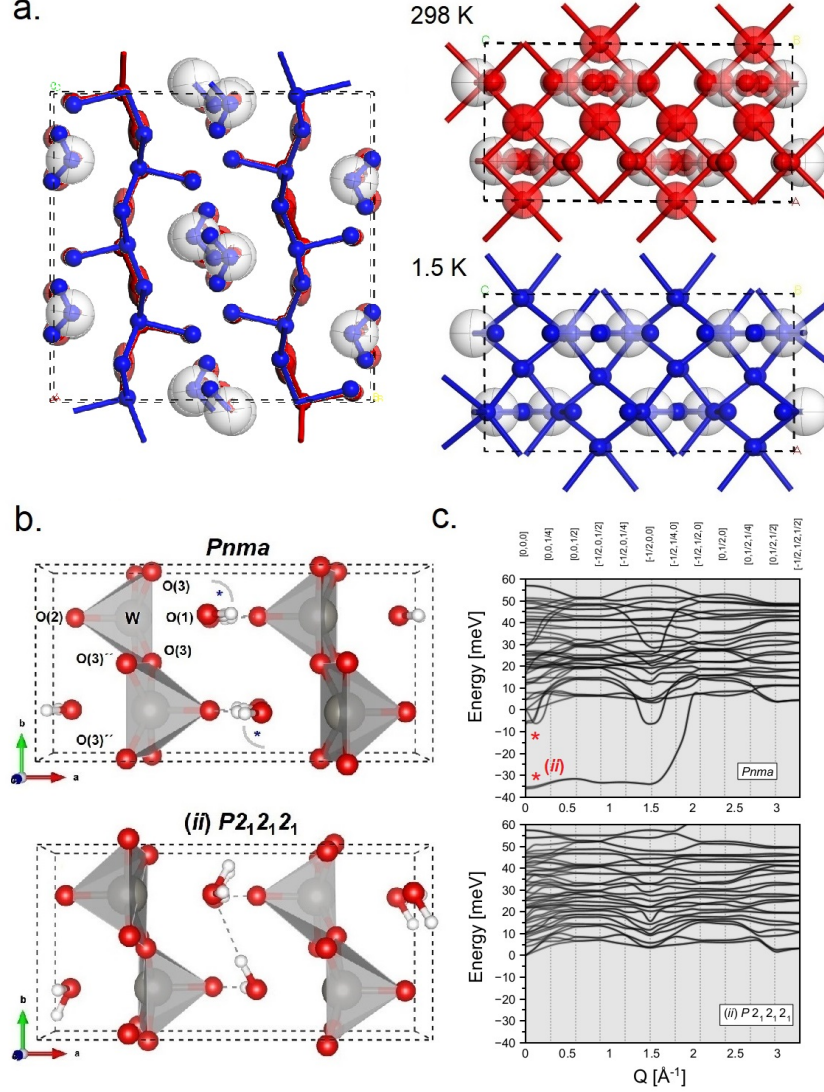 a.
298 K
C
B
A
1.5 K
C
B
A
b.
Pnma
O(3)
*
O(2)
W
O(1)
O(3)´´
O(3)
O(3)´´
*
b
a
(ii) P2₁2₁2₁
b
a
c.
[0,0,0]
[0,0,1/4]
[0,0,1/2]
[-1/2,0,1/2]
[-1/2,0,1/4]
[-1/2,0,0]
[-1/2,1/4,0]
[-1/2,1/2,0]
[0,1/2,0]
[0,1/2,1/4]
[0,1/2,1/2]
[-1/2,1/2,1/2]
60
50
40
30
20
10
0
−10
−20
−30
−40
Energy [meV]
*
* (ii)
Pnma
0
0.5
1
1.5
2
2.5
3
60
50
40
30
20
10
0
−10
−20
−30
−40
Energy [meV]
(ii) P2₁2₁2₁
0
0.5
1
1.5
2
2.5
3
Q [Å⁻¹]